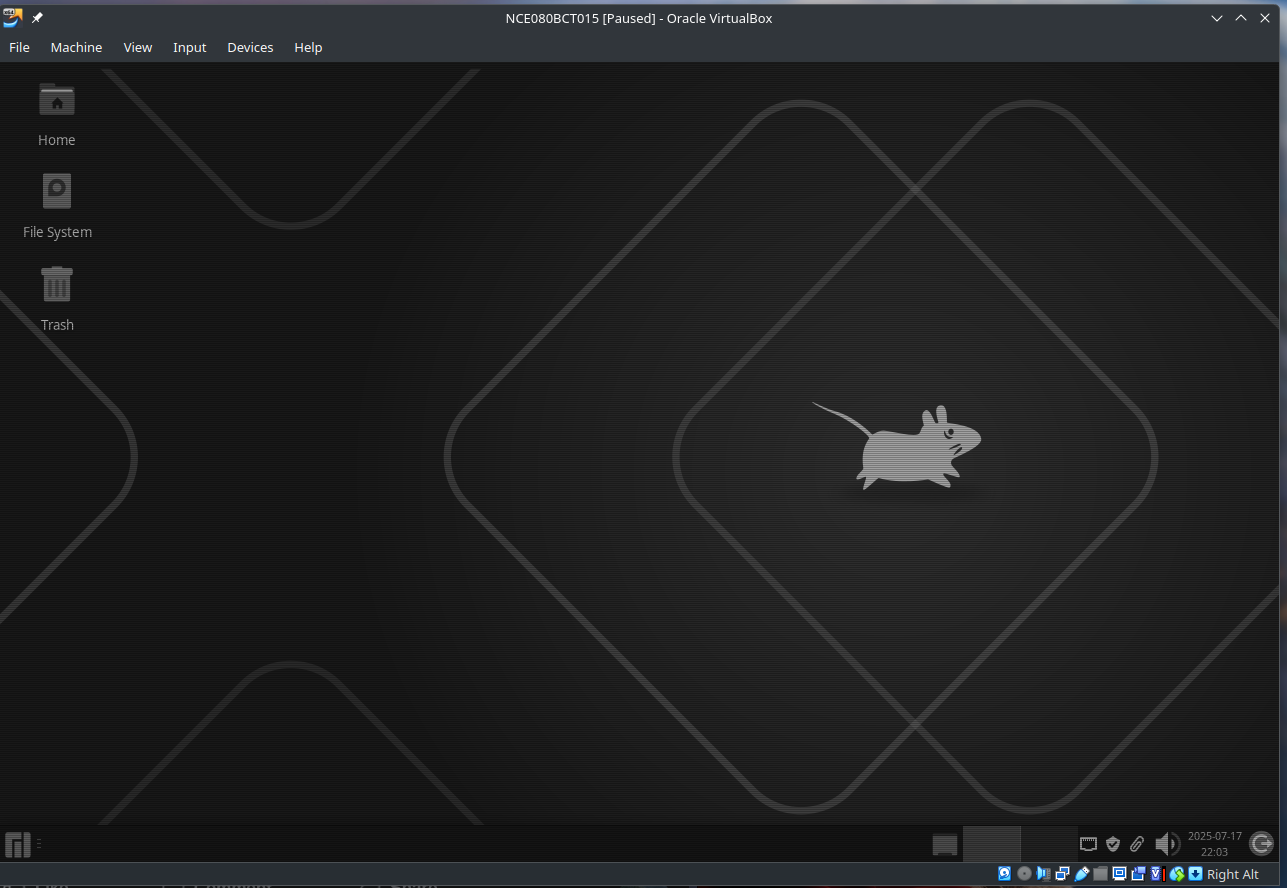 NCE080BCT015 [Paused] - Oracle VirtualBox
File Machine View Input Devices Help
Home
File System
Trash
2025-07-17
22:03
Right Alt